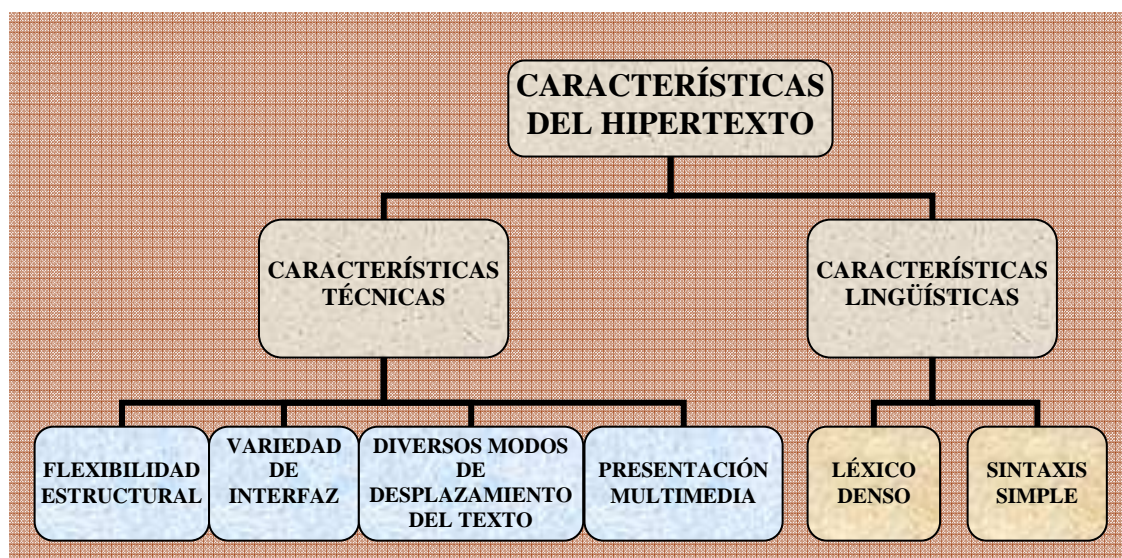 CARACTERÍSTICAS
DEL HIPERTEXTO
CARACTERÍSTICAS
TÉCNICAS
CARACTERÍSTICAS
LINGÜÍSTICAS
FLEXIBILIDAD
ESTRUCTURAL
VARIEDAD
DE
INTERFAZ
DIVERSOS MODOS
DE
DESPLAZAMIENTO
DEL TEXTO
PRESENTACIÓN
MULTIMEDIA
LÉXICO
DENSO
SINTAXIS
SIMPLE